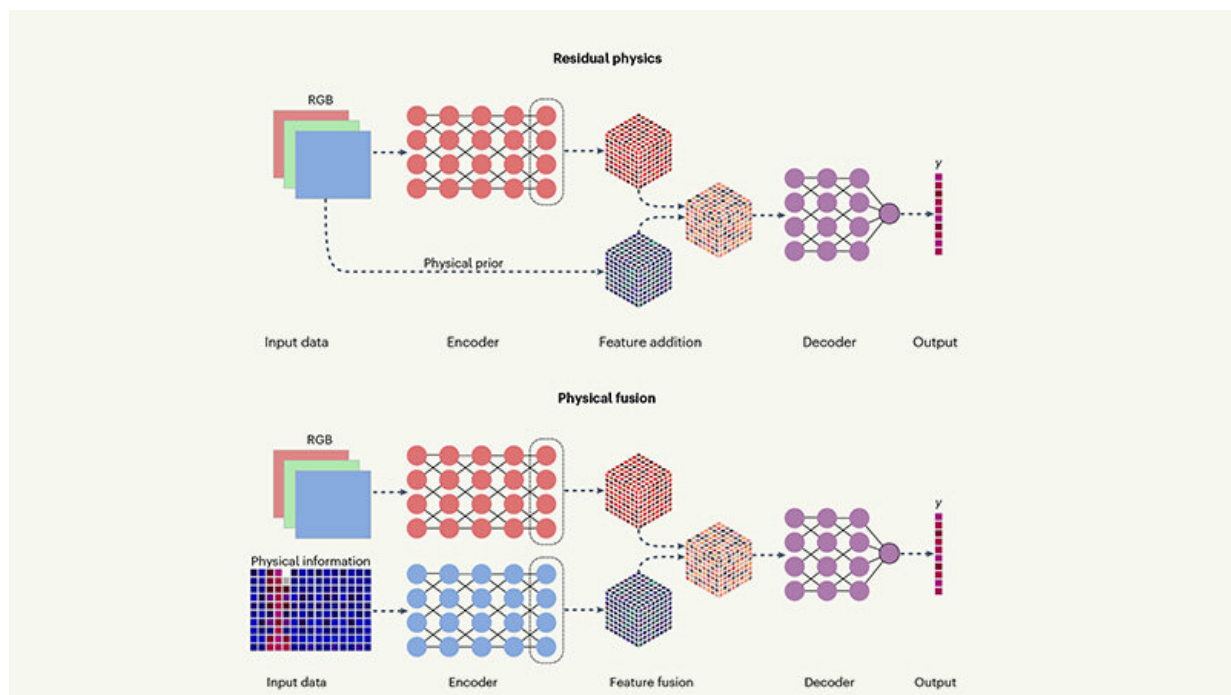 Residual physics
RGB
y
Physical prior
Input data
Encoder
Feature addition
Decoder
Output
Physical fusion
RGB
y
Physical information
Input data
Encoder
Feature fusion
Decoder
Output